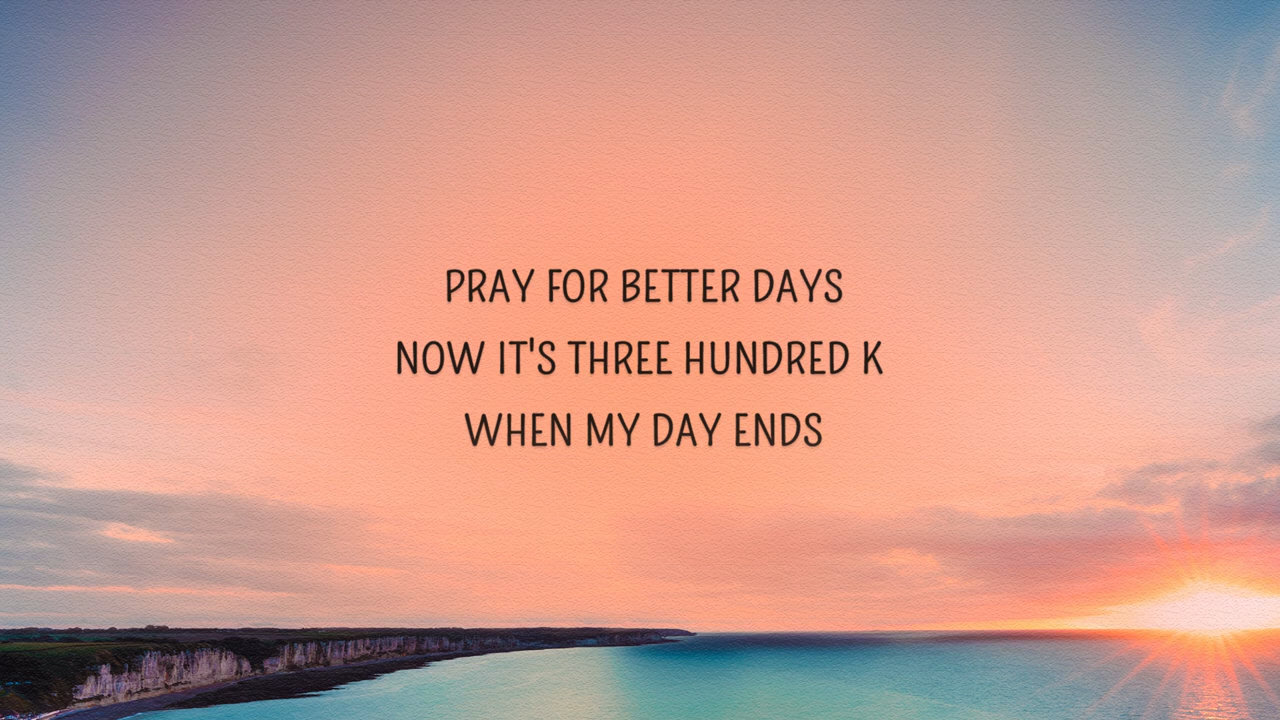 PRAY FOR BETTER DAYS
NOW IT'S THREE HUNDRED K
WHEN MY DAY ENDS